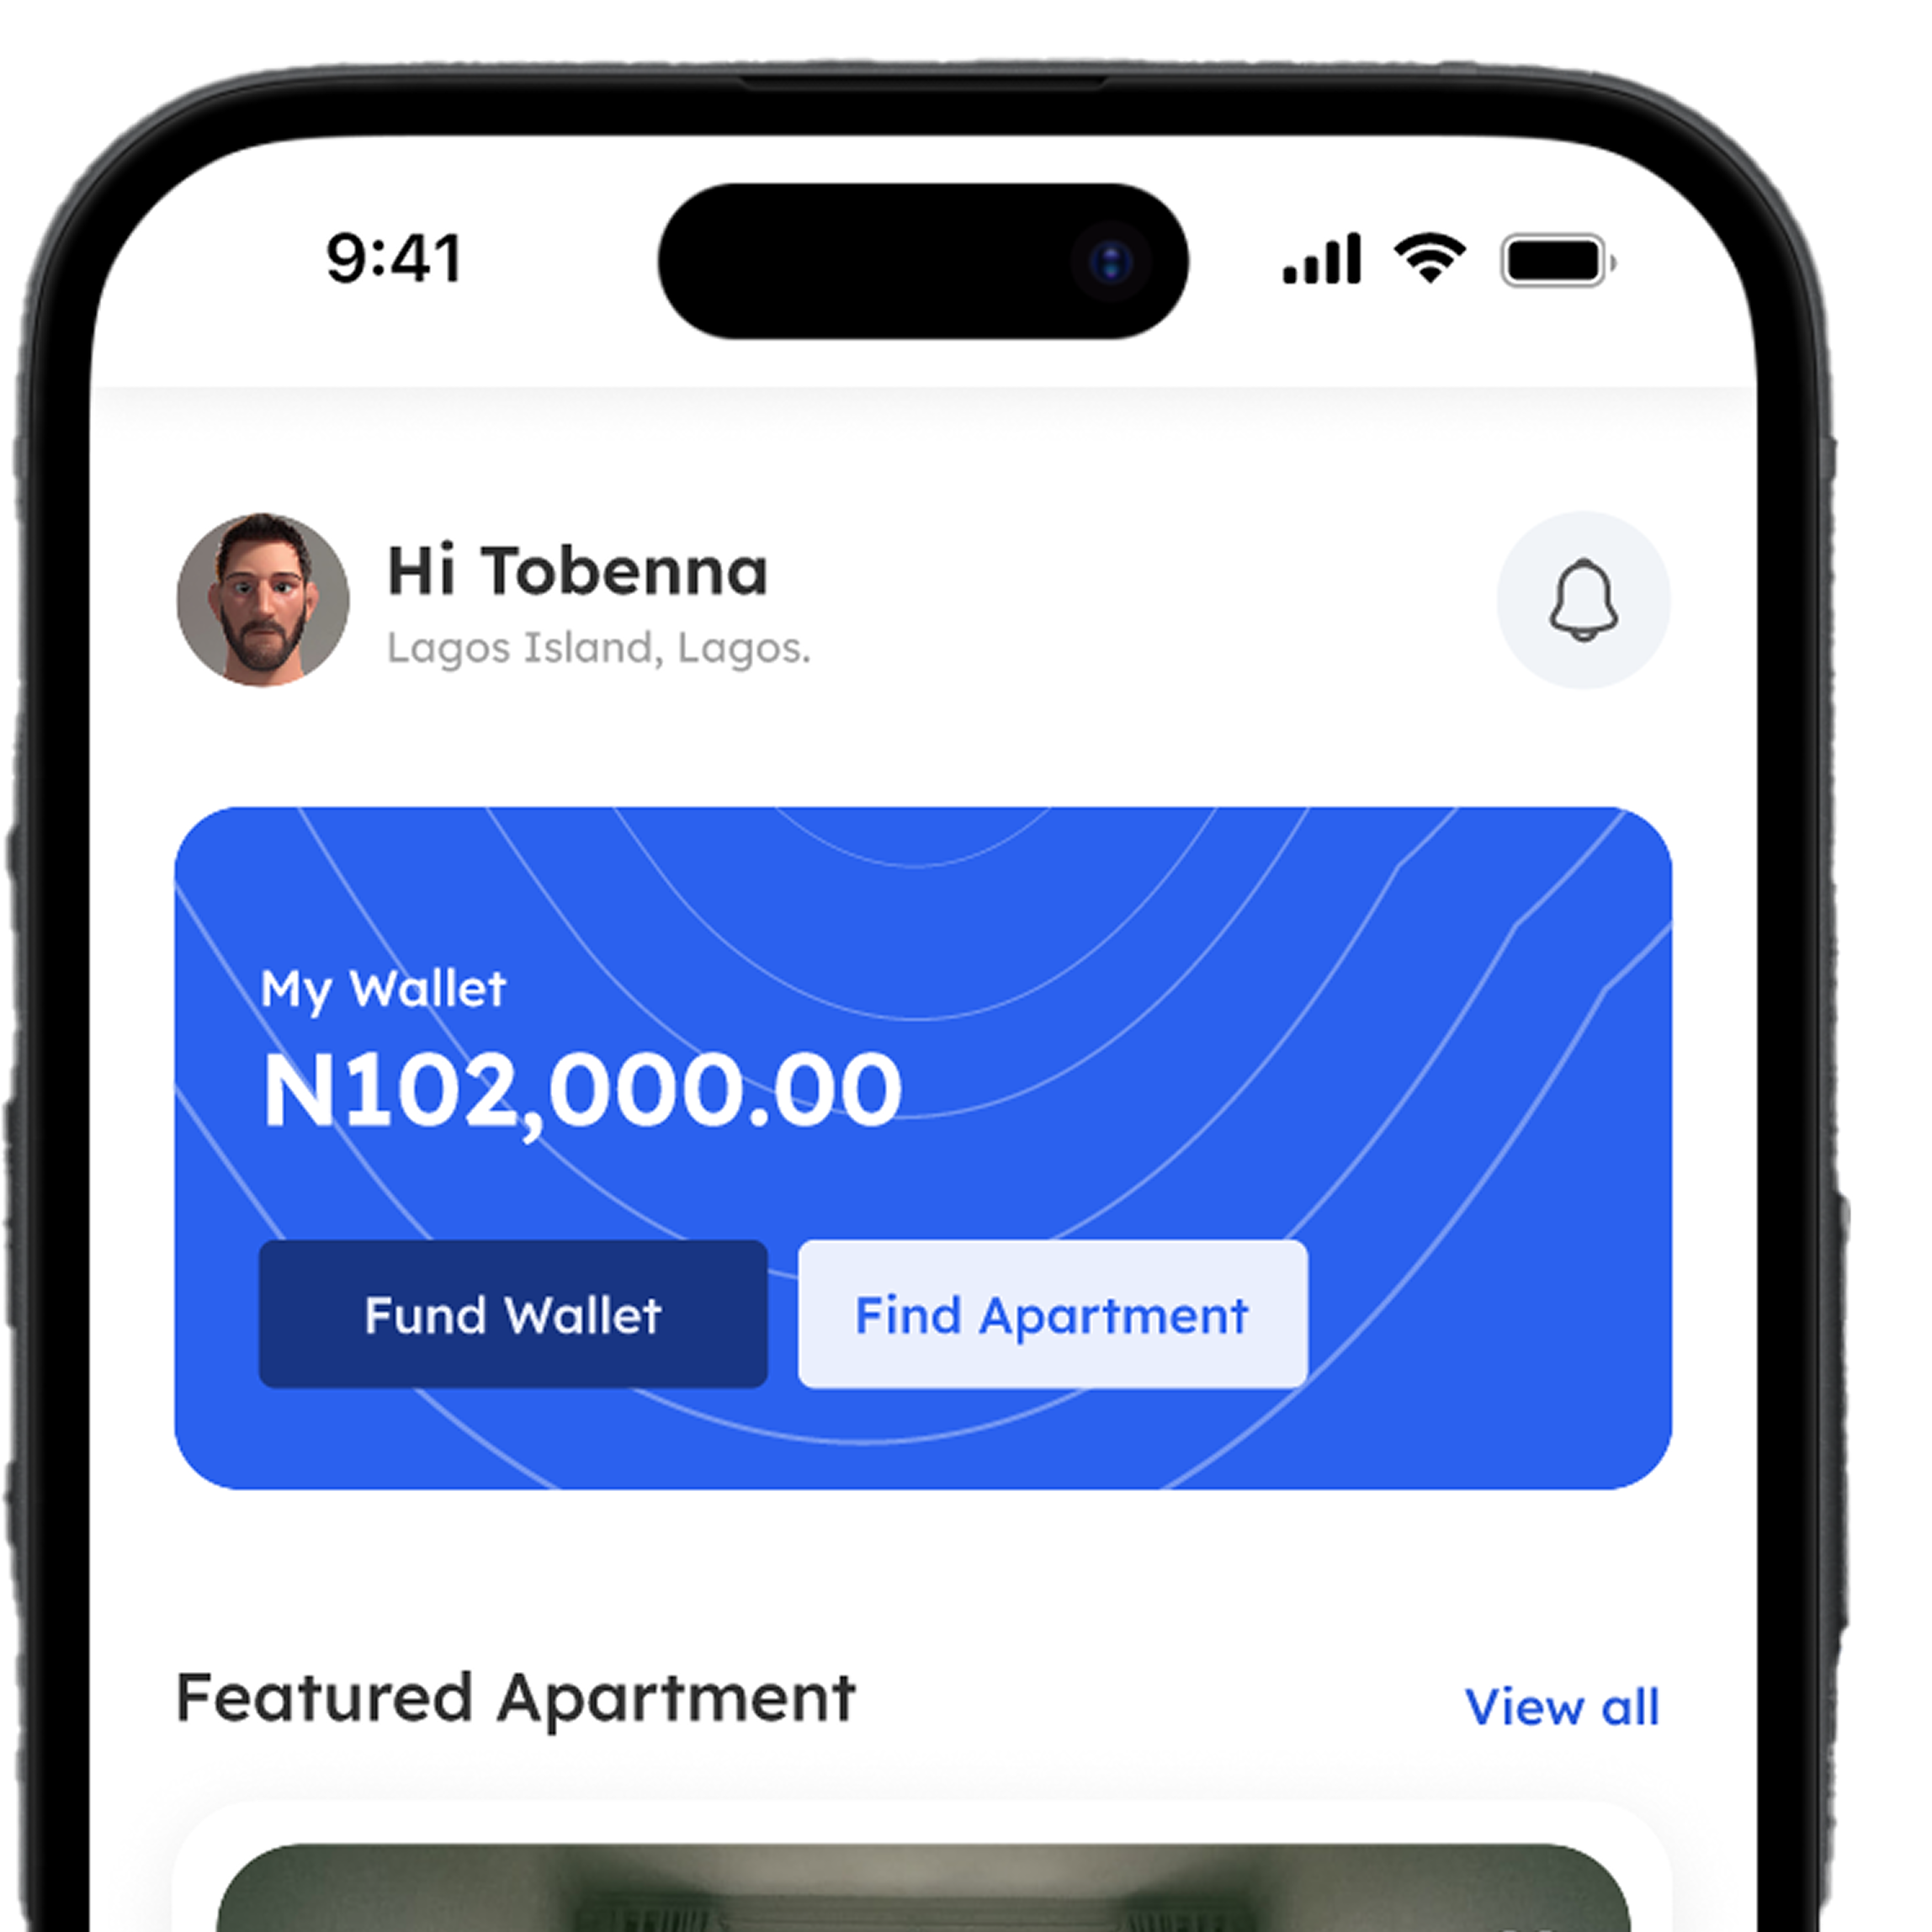 9:41
Hi Tobenna
Lagos Island, Lagos.
My Wallet
N102,000.00
Fund Wallet
Find Apartment
Featured Apartment
View all